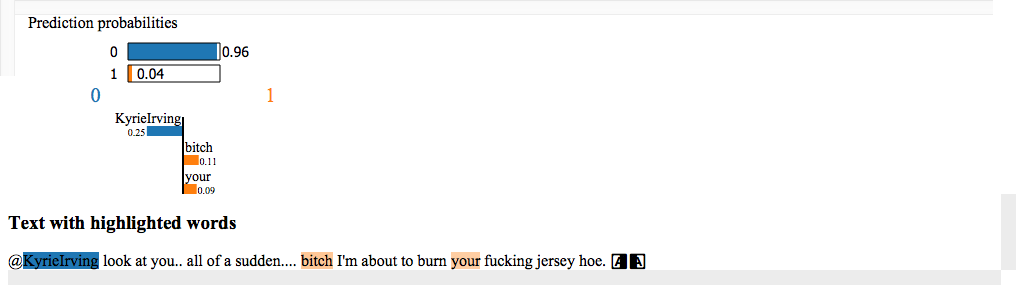 Prediction probabilities
0 0.96
1 0.04
0 1
KyrieIrving
0.25
bitch
0.11
your
0.09
Text with highlighted words
@KyrieIrving look at you.. all of a sudden.... bitch I'm about to burn your fucking jersey hoe.